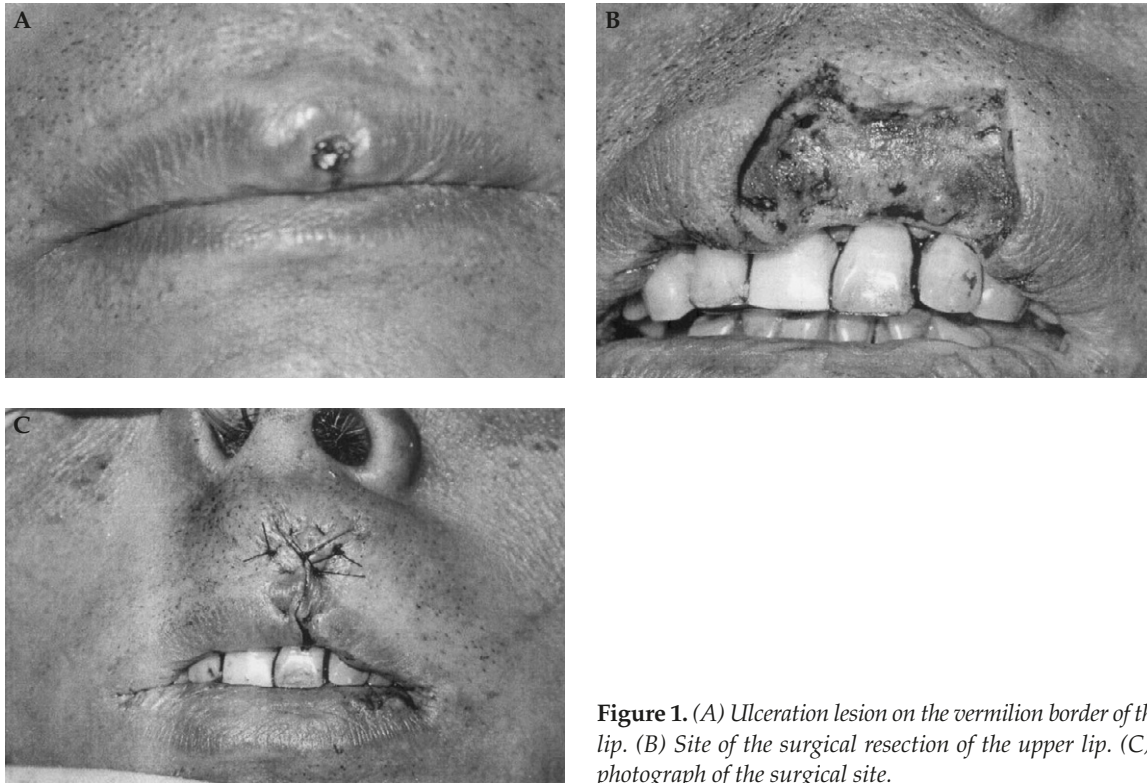 A
B
C
Figure 1. (A) Ulceration lesion on the vermilion border of
lip. (B) Site of the surgical resection of the upper lip. (C)
photograph of the surgical site.